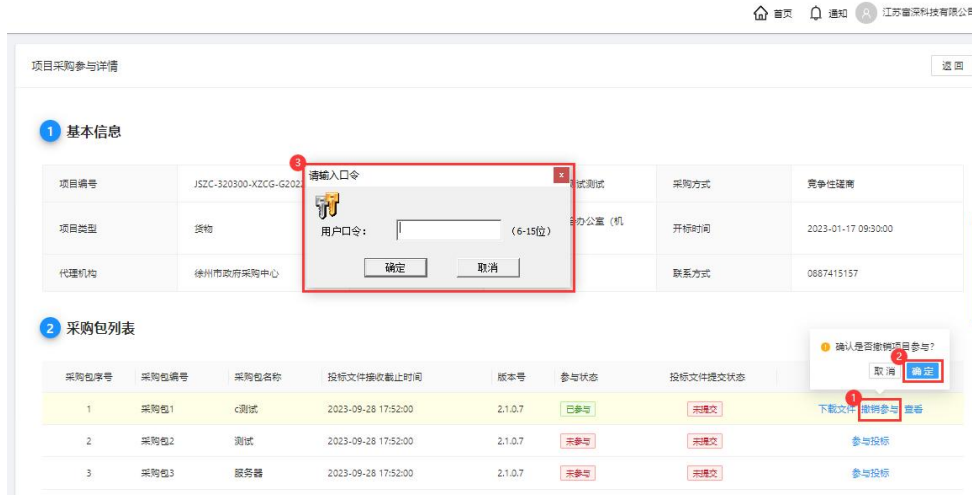 首页 通知 江苏富深科技有限公司
项目采购参与详情 返回
1 基本信息
3
请输入口令 x
用户口令： （6-15位）
确定 取消
项目编号 JSZC-320300-XZCG-G202 测试测试 采购方式 竞争性磋商
项目类型 货物 办公室（机 开标时间 2023-01-17 09:30:00
代理机构 徐州市政府采购中心 联系方式 0887415157
2 采购包列表
确认是否撤销项目参与?
2
取消 确定
采购包序号 采购包编号 采购包名称 投标文件接收截止时间 版本号 参与状态 投标文件提交状态
1
1 采购包1 c测试 2023-09-28 17:52:00 2.1.0.7 已参与 未提交 下载文件 撤销参与 查看
2 采购包2 测试 2023-09-28 17:52:00 2.1.0.7 未参与 未提交 参与投标
3 采购包3 服务器 2023-09-28 17:52:00 2.1.0.7 未参与 未提交 参与投标